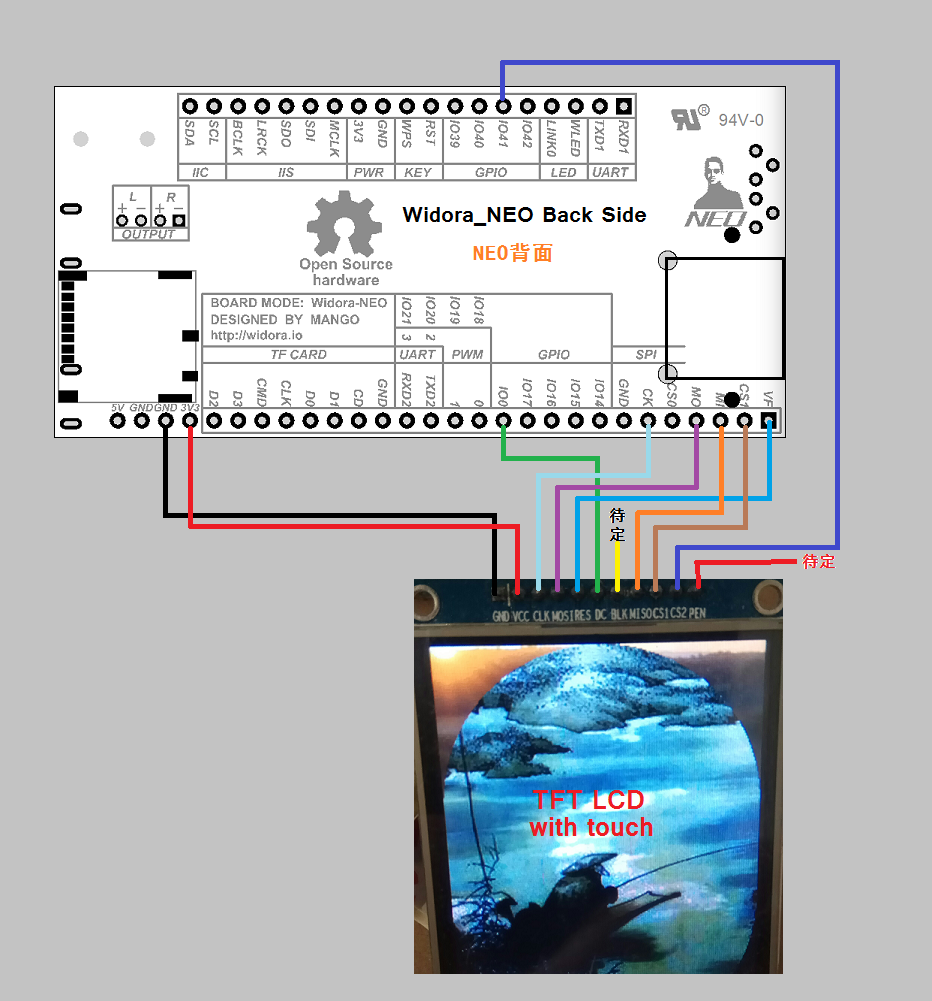 SDA SCL BCLK LRCK SDO SDI MCLK 3V3 GND WPS RST IO39 IO40 IO41 IO42 LINK0 WLED TXD1 RXD1
IIC IIS PWR KEY GPIO LED UART
® 94V-0
L R
+ - + -
OUTPUT
NEO
Widora_NEO Back Side
NEO背面
Open Source
hardware
BOARD MODE: Widora-NEO
DESIGNED BY MANGO
http://widora.io
IO21 IO20 IO19 IO18
3 2
TF CARD UART PWM GPIO SPI
5V GND GND 3V3 D2 D3 CMD CLK D0 D1 CD GND RXD2 TXD2 1 0 IO0 IO17 IO16 IO15 IO14 GND CK CS0 MO MI CS1 VF
待
定
待定
GND VCC CLK MOSI RES DC BLK MISO CS1 CS2 PEN
TFT LCD
with touch